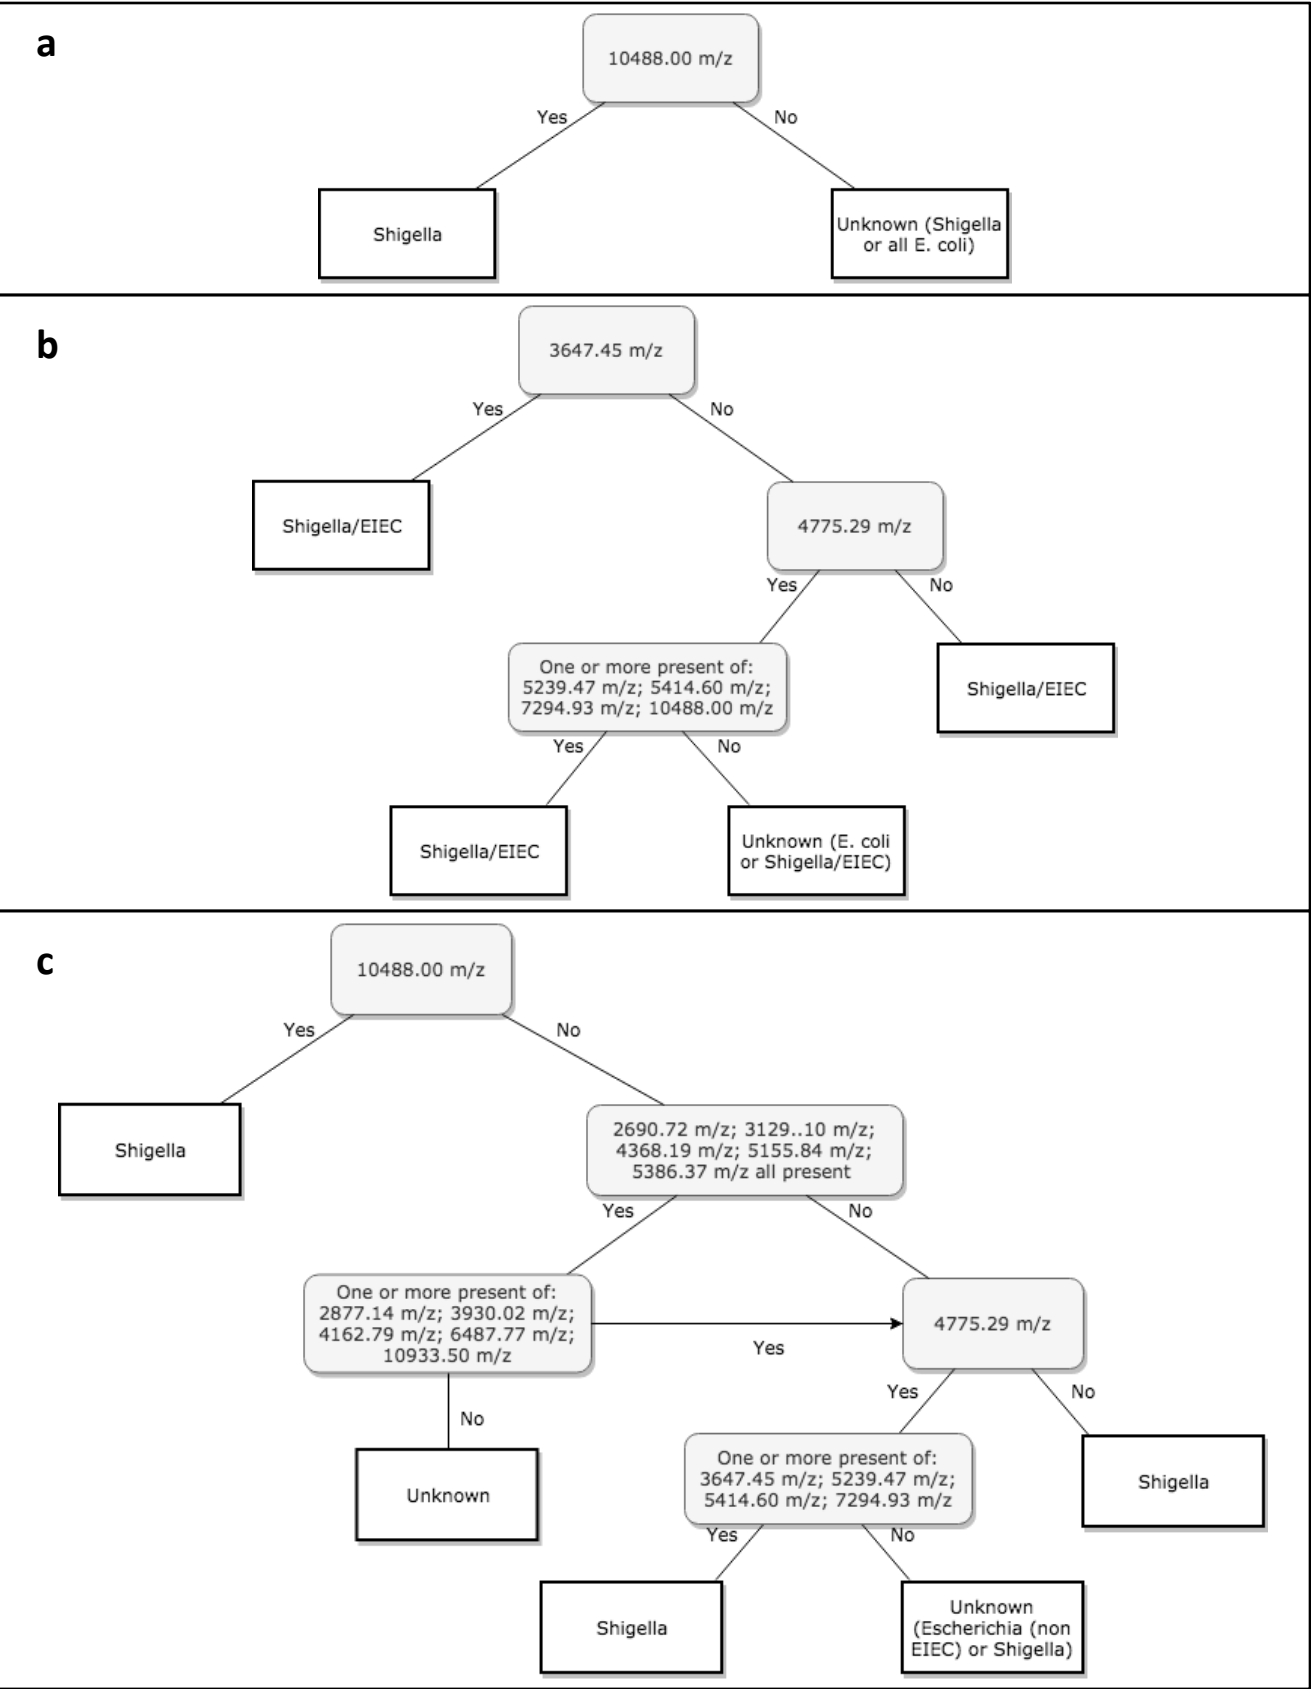 a
10488.00 m/z
Yes
No
Shigella
Unknown (Shigella
or all E. coli)
b
3647.45 m/z
Yes
No
Shigella/EIEC
4775.29 m/z
Yes
No
One or more present of:
5239.47 m/z; 5414.60 m/z;
7294.93 m/z; 10488.00 m/z
Shigella/EIEC
Yes
No
Shigella/EIEC
Unknown (E. coli
or Shigella/EIEC)
c
10488.00 m/z
Yes
No
Shigella
2690.72 m/z; 3129..10 m/z;
4368.19 m/z; 5155.84 m/z;
5386.37 m/z all present
Yes
No
One or more present of:
2877.14 m/z; 3930.02 m/z;
4162.79 m/z; 6487.77 m/z;
10933.50 m/z
Yes
4775.29 m/z
No
Yes
No
Unknown
One or more present of:
3647.45 m/z; 5239.47 m/z;
5414.60 m/z; 7294.93 m/z
Shigella
Yes
No
Shigella
Unknown
(Escherichia (non
EIEC) or Shigella)